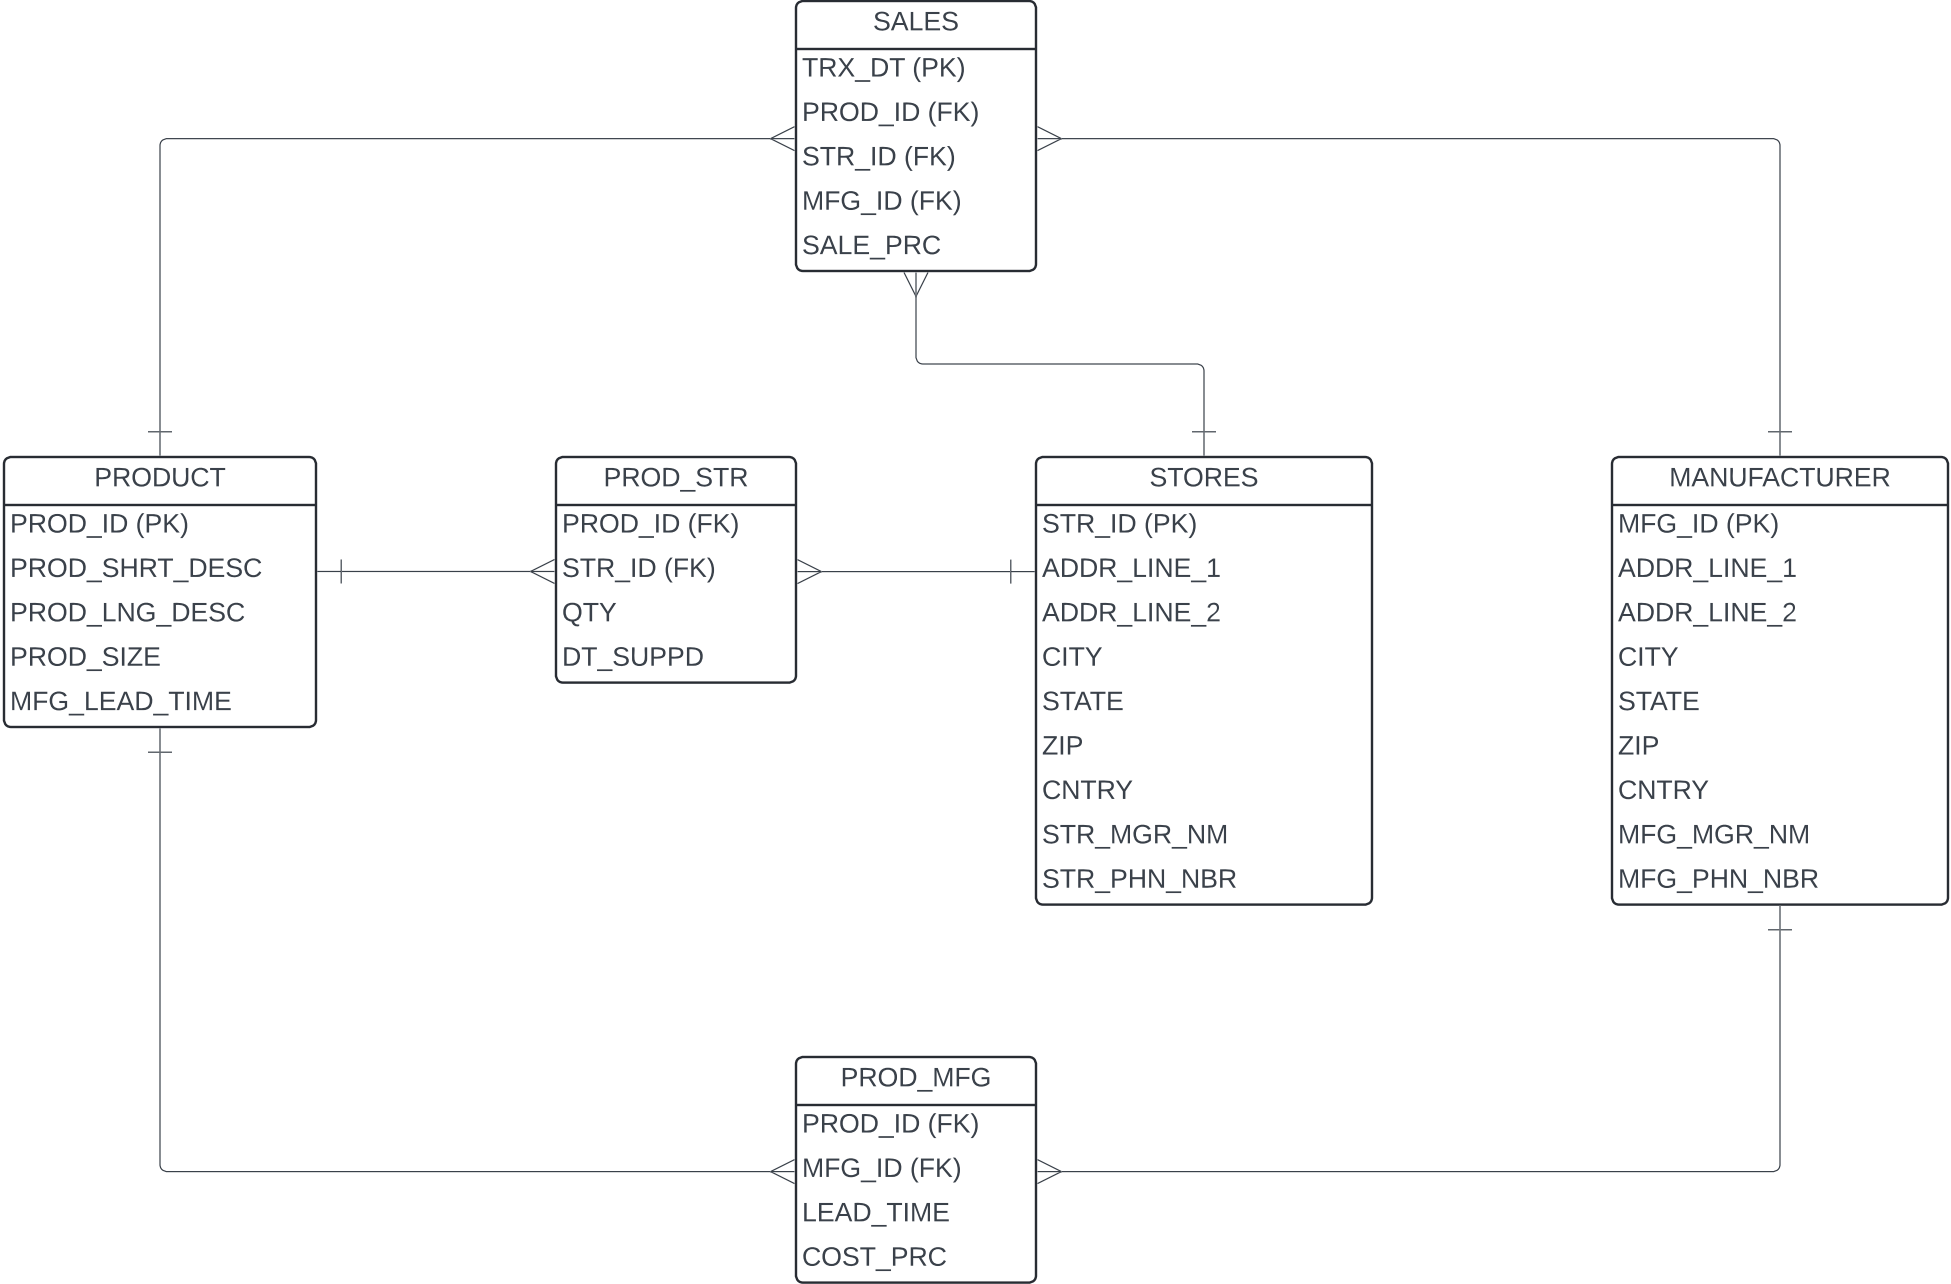 SALES
TRX_DT (PK)
PROD_ID (FK)
STR_ID (FK)
MFG_ID (FK)
SALE_PRC
PRODUCT
PROD_ID (PK)
PROD_SHRT_DESC
PROD_LNG_DESC
PROD_SIZE
MFG_LEAD_TIME
PROD_STR
PROD_ID (FK)
STR_ID (FK)
QTY
DT_SUPPD
STORES
STR_ID (PK)
ADDR_LINE_1
ADDR_LINE_2
CITY
STATE
ZIP
CNTRY
STR_MGR_NM
STR_PHN_NBR
MANUFACTURER
MFG_ID (PK)
ADDR_LINE_1
ADDR_LINE_2
CITY
STATE
ZIP
CNTRY
MFG_MGR_NM
MFG_PHN_NBR
PROD_MFG
PROD_ID (FK)
MFG_ID (FK)
LEAD_TIME
COST_PRC